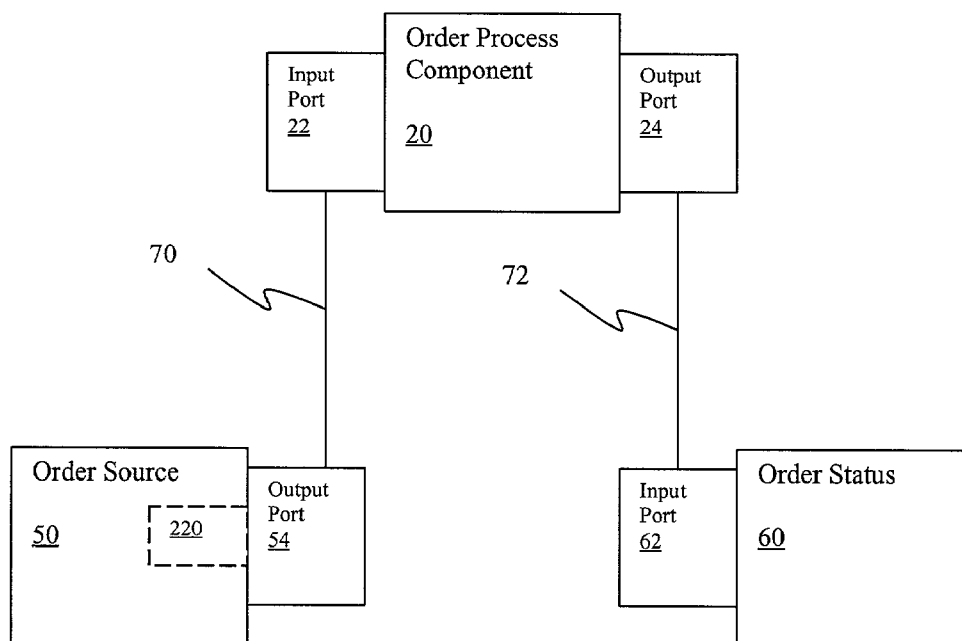 Order Process
Component
20
Input
Port
22
Output
Port
24
70
72
Order Source
50
220
Output
Port
54
Input
Port
62
Order Status
60